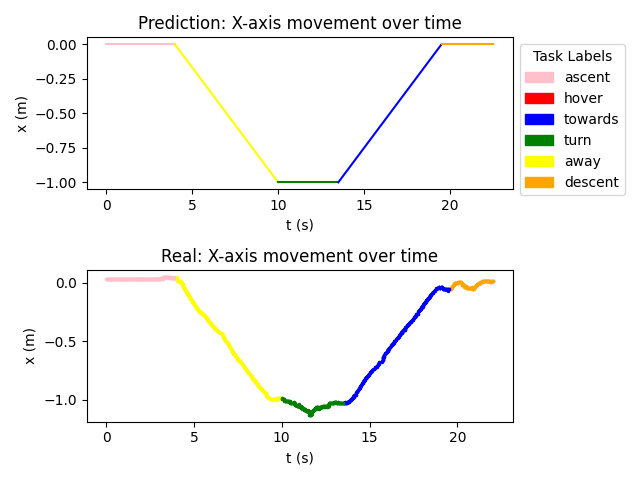 Prediction: X-axis movement over time
0.00
−0.25
−0.50
−0.75
−1.00
x (m)
0 5 10 15 20
t (s)
Task Labels
ascent
hover
towards
turn
away
descent
Real: X-axis movement over time
0.0
−0.5
−1.0
x (m)
0 5 10 15 20
t (s)